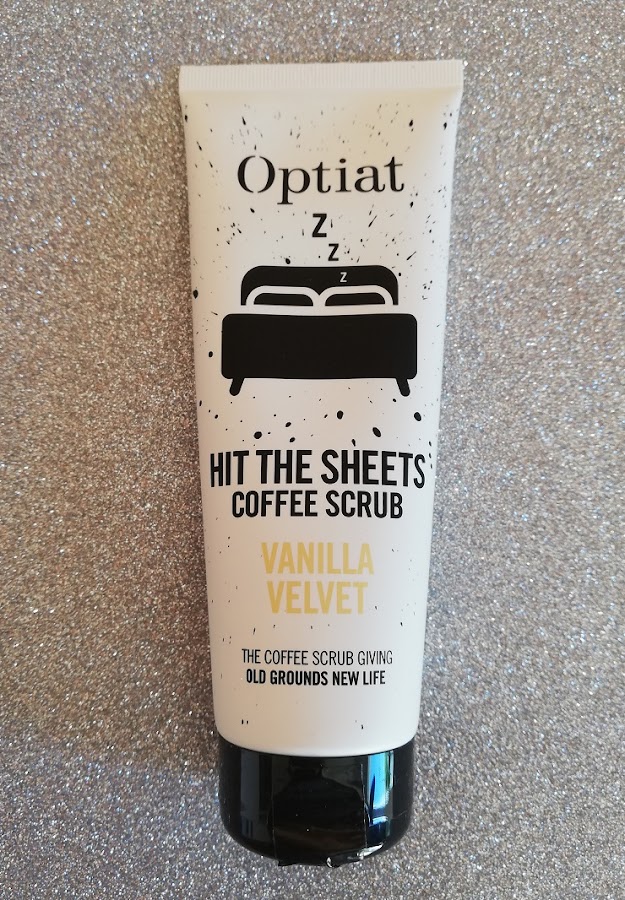 Optiat
Z
Z
Z
HIT THE SHEETS
COFFEE SCRUB
VANILLA
VELVET
THE COFFEE SCRUB GIVING
OLD GROUNDS NEW LIFE